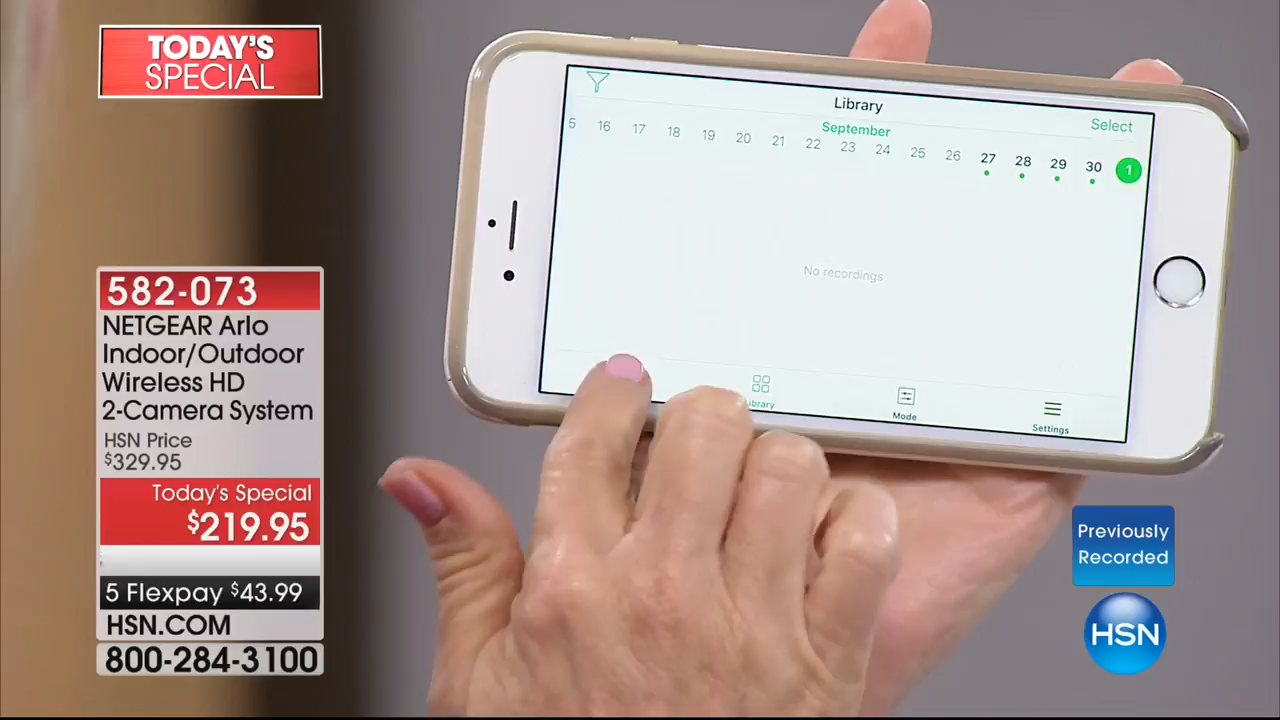 TODAY'S
SPECIAL
582-073
NETGEAR Arlo
Indoor/Outdoor
Wireless HD
2-Camera System
HSN Price
$329.95
Today's Special
$219.95
5 Flexpay $43.99
HSN.COM
800-284-3100
Library
Select
September
5 16 17 18 19 20 21 22 23 24 25 26 27 28 29 30 1
No recordings
Library
Mode
Settings
Previously
Recorded
HSN